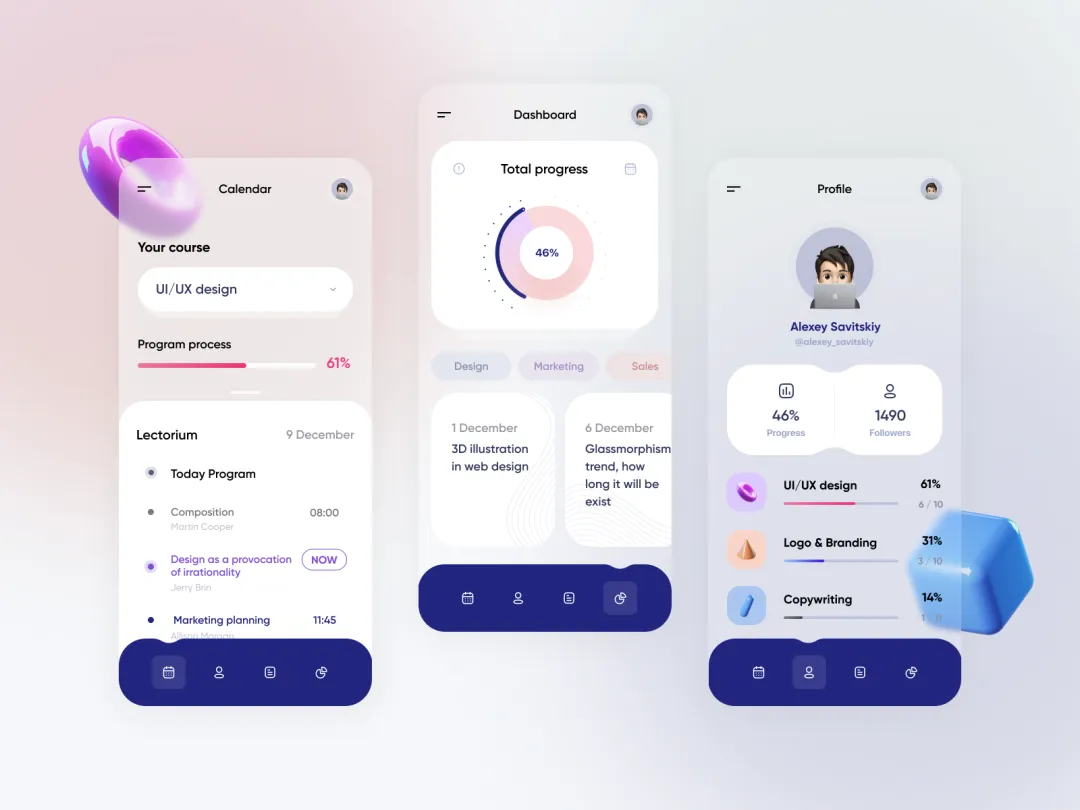 Calendar
Your course
UI/UX design
Program process
61%
Lectorium
9 December
Today Program
Composition
08:00
Martin Cooper
Design as a provocation
of irrationality
NOW
Jerry Brin
Marketing planning
11:45
Allison Morgan
Dashboard
Total progress
46%
Design
Marketing
Sales
1 December
3D illustration
in web design
6 December
Glassmorphism
trend, how
long it will be
exist
Profile
Alexey Savitskiy
@alexey_savitskiy
46%
Progress
1490
Followers
UI/UX design
61%
6 / 10
Logo & Branding
31%
3 / 10
Copywriting
14%